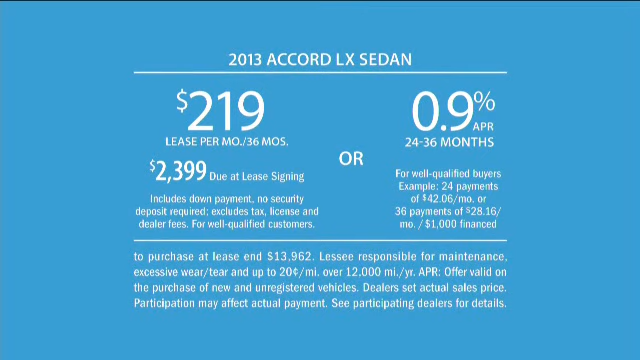 2013 ACCORD LX SEDAN
$219
LEASE PER MO./36 MOS.
$2,399 Due at Lease Signing
Includes down payment, no security
deposit required; excludes tax, license and
dealer fees. For well-qualified customers.
OR
0.9% APR
24-36 MONTHS
For well-qualified buyers
Example: 24 payments
of $42.06/mo. or
36 payments of $28.16/
mo. / $1,000 financed
to purchase at lease end $13,962. Lessee responsible for maintenance,
excessive wear/tear and up to 20¢/mi. over 12,000 mi./yr. APR: Offer valid on
the purchase of new and unregistered vehicles. Dealers set actual sales price.
Participation may affect actual payment. See participating dealers for details.